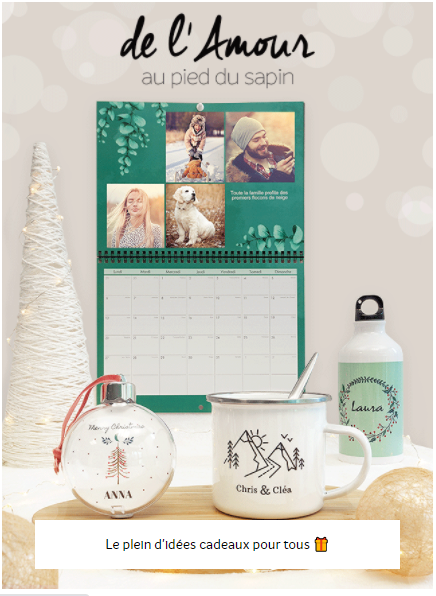 de l'Amour
au pied du sapin
Toute la famille profite des
premiers flocons de neige
Lundi Mardi Mercredi Jeudi Vendredi Samedi Dimanche
Laura
Merry Christmas
ANNA
Chris & Cléa
Le plein d'idées cadeaux pour tous 🎁